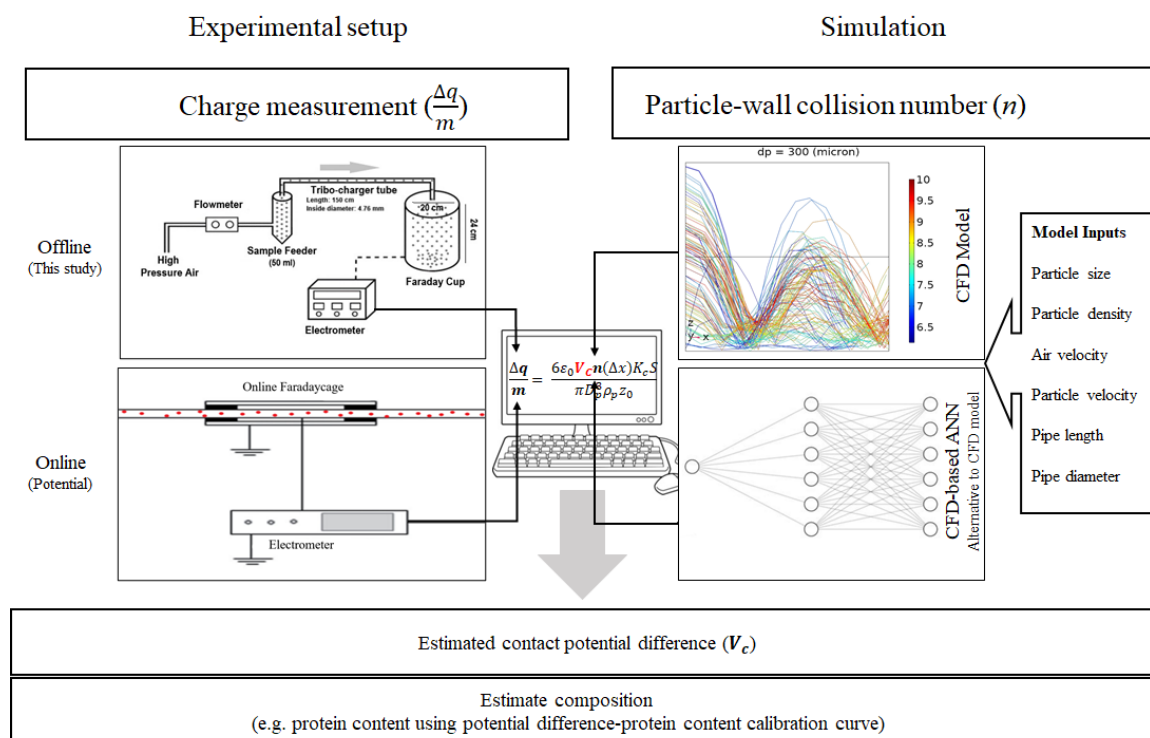 Experimental setup
Simulation
Charge measurement (Δq/m)
Particle-wall collision number (n)
Offline
(This study)
Tribo-charger tube
Length: 150 cm
Inside diameter: 4.76 mm
Flowmeter
High
Pressure Air
Sample Feeder
(50 ml)
20 cm
24 cm
Faraday Cup
Electrometer
dp = 300 (micron)
10
9.5
9
8.5
8
7.5
7
6.5
z
y x
CFD Model
Model Inputs
Particle size
Particle density
Air velocity
Particle velocity
Pipe length
Pipe diameter
Δq/m = 6ε₀V_C n(Δx)K_c S / πD_p³ρ_p z₀
Online
(Potential)
Online Faradaycage
Electrometer
CFD-based ANN
Alternative to CFD model
Estimated contact potential difference (V_c)
Estimate composition
(e.g. protein content using potential difference-protein content calibration curve)